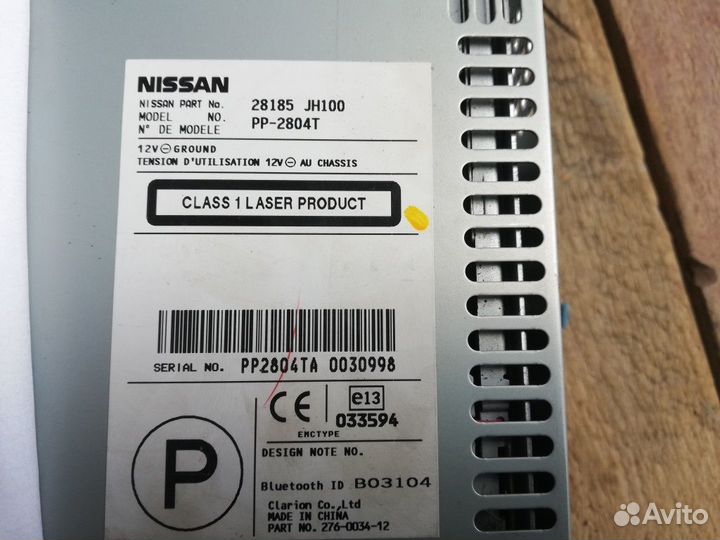 NISSAN
NISSAN PART No. 28185 JH100
MODEL NO. PP-2804T
N° DE MODELE
12V⊖GROUND
TENSION D'UTILISATION 12V⊖ AU CHASSIS
CLASS 1 LASER PRODUCT
SERIAL NO. PP2804TA 0030998
CE e13
033594
EMCTYPE
P
DESIGN NOTE NO.
Bluetooth ID B03104
Clarion Co.,Ltd
MADE IN CHINA
PART NO. 276-0034-12
Avito